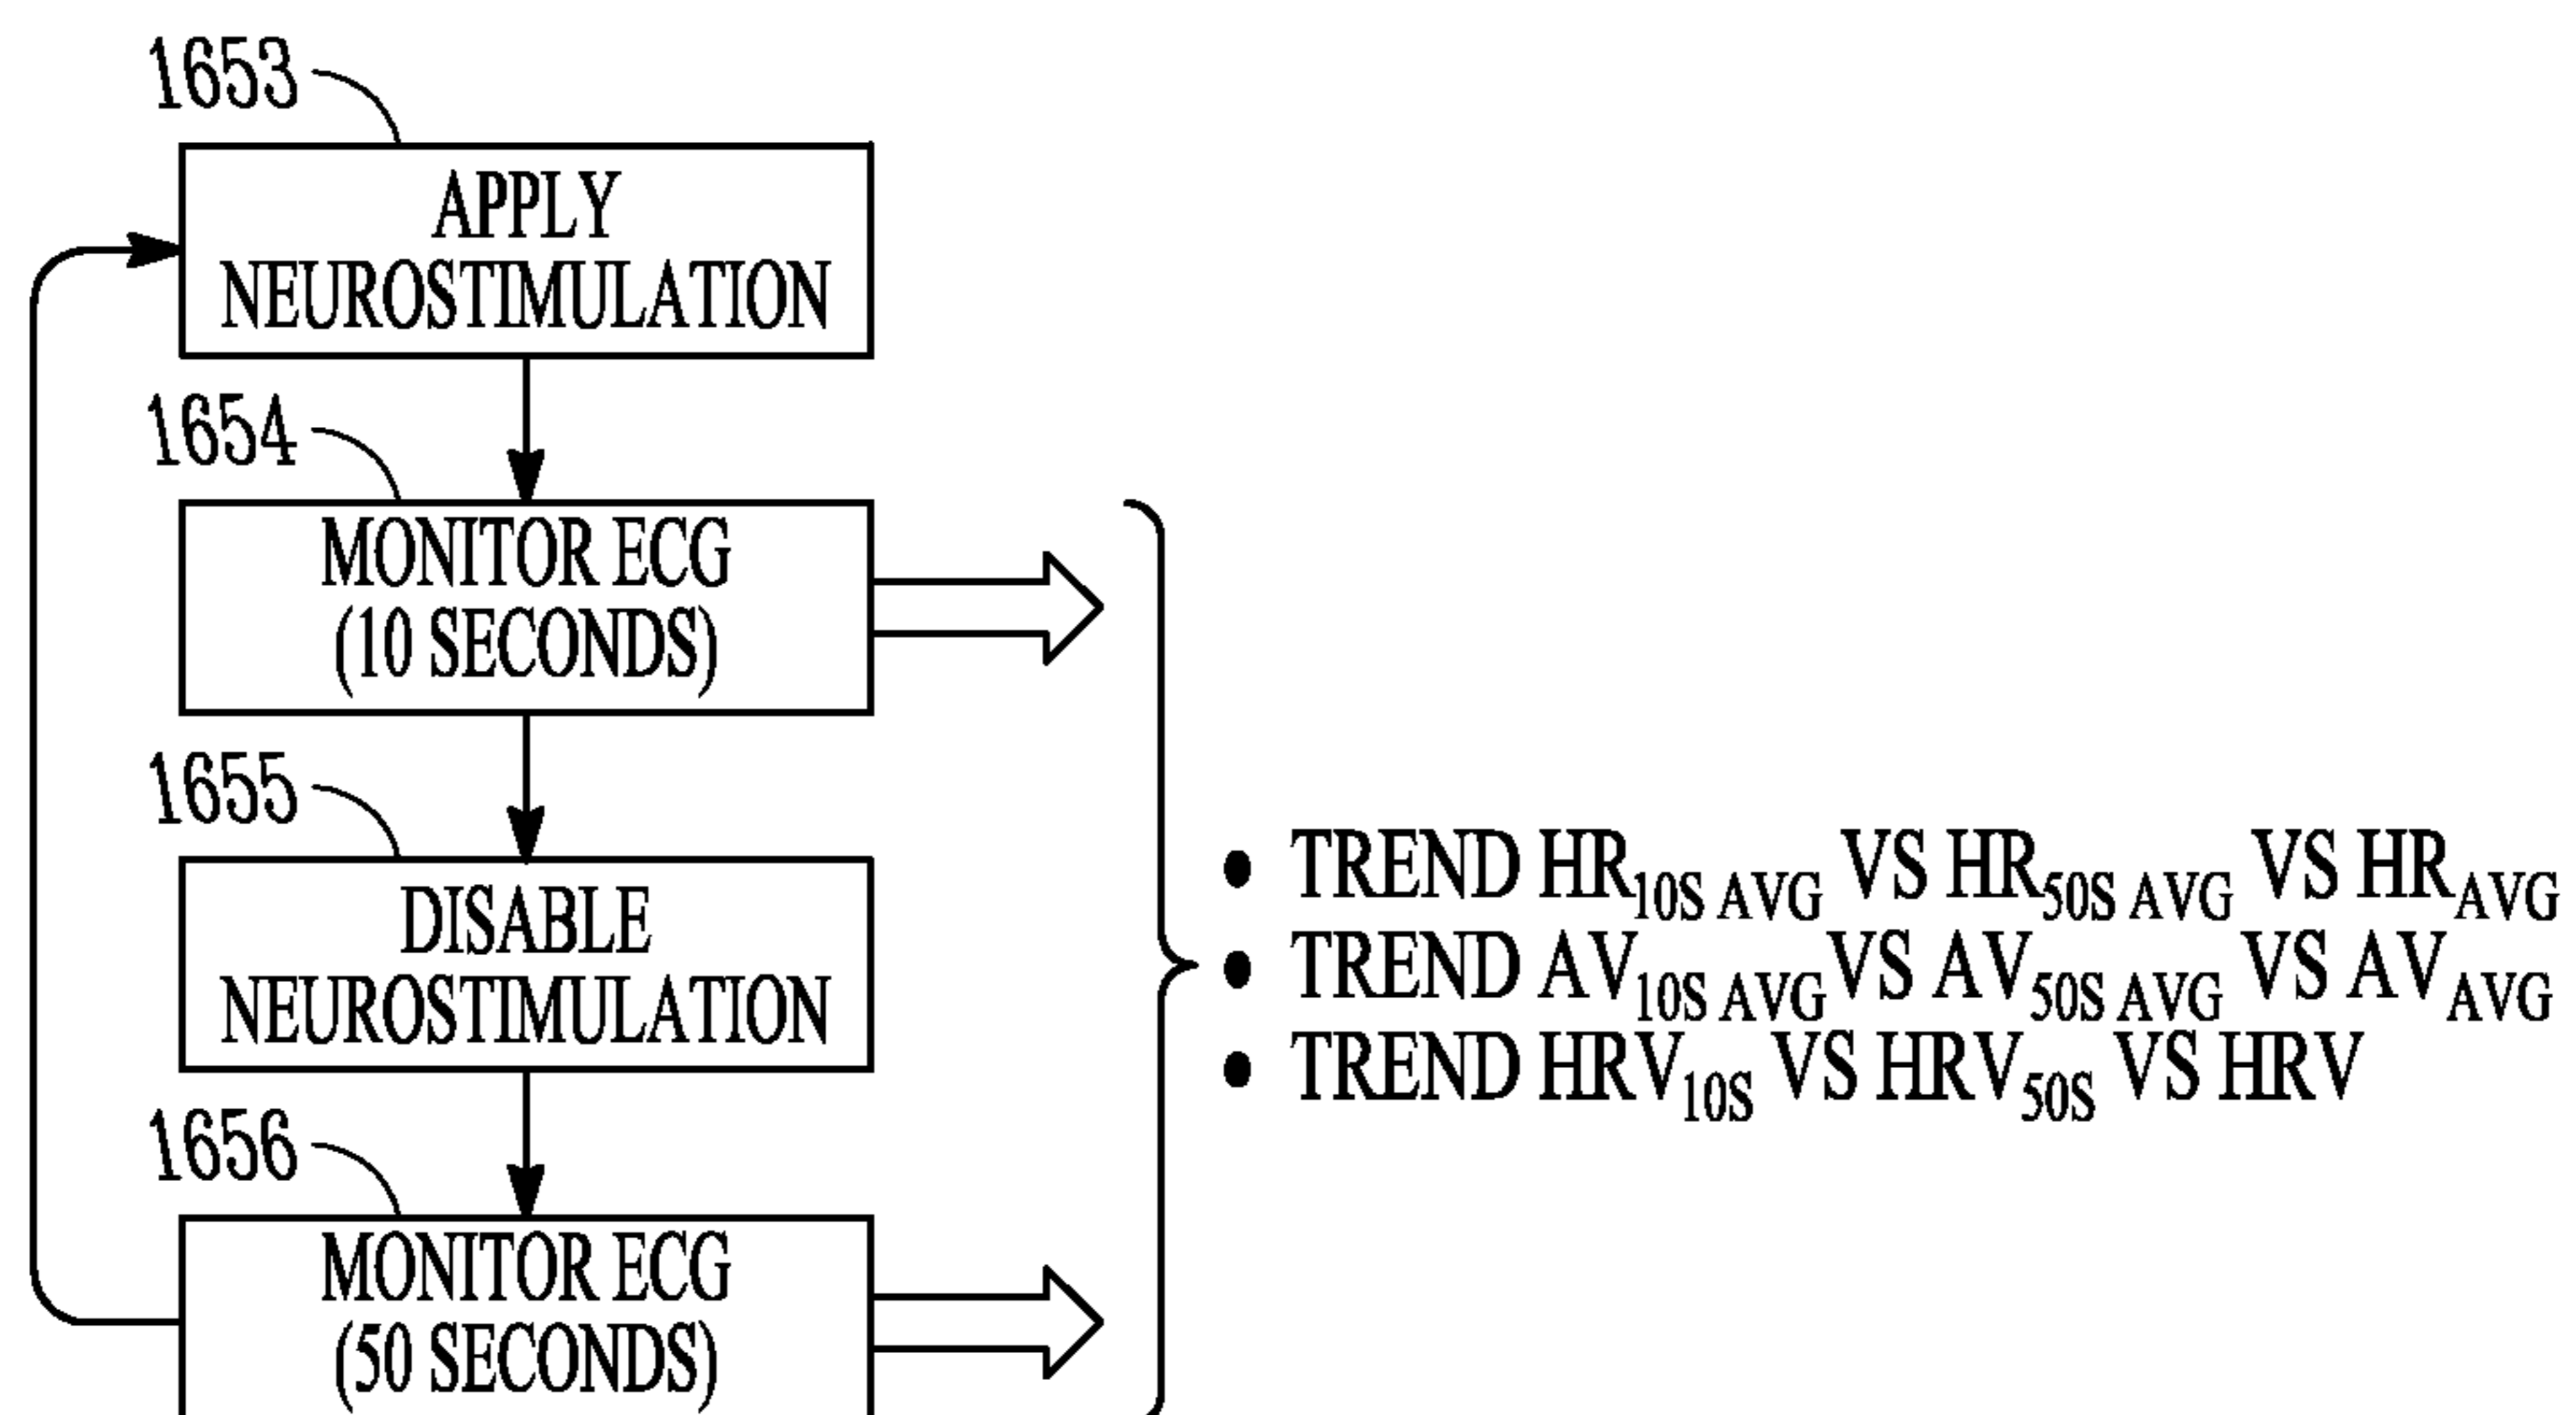 1653
APPLY
NEUROSTIMULATION
1654
MONITOR ECG
(10 SECONDS)
1655
DISABLE
NEUROSTIMULATION
1656
MONITOR ECG
(50 SECONDS)
• TREND HR10S AVG VS HR50S AVG VS HRAVG
• TREND AV10S AVG VS AV50S AVG VS AVAVG
• TREND HRV10S VS HRV50S VS HRV